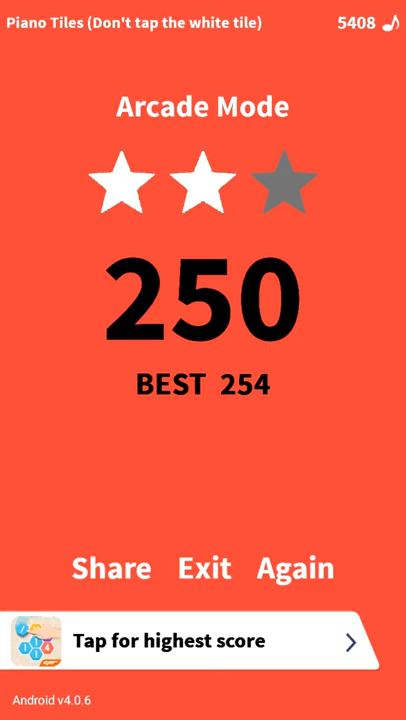 Piano Tiles (Don't tap the white tile) 5408
Arcade Mode
250
BEST 254
Share Exit Again
Tap for highest score
Android v4.0.6